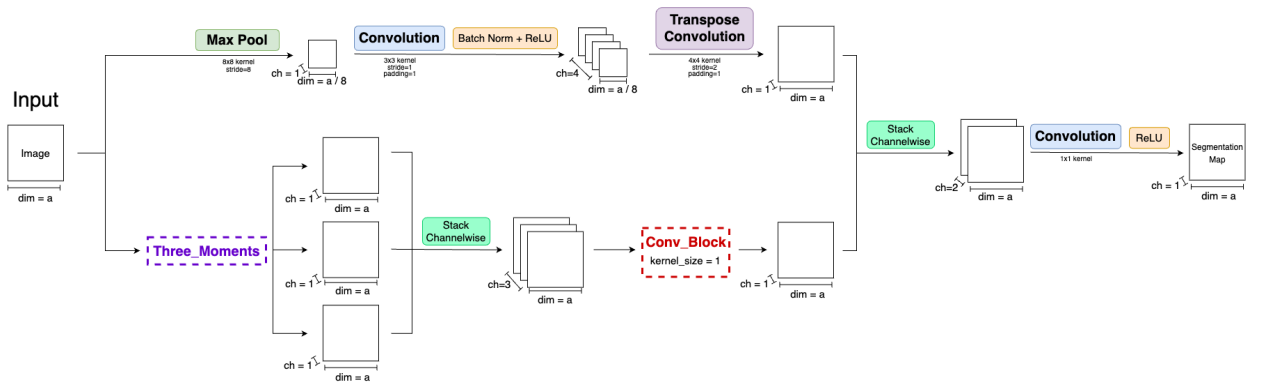 Input
Image
dim = a
Max Pool
8x8 kernel
stride=8
ch = 1
dim = a / 8
Convolution
3x3 kernel
stride=1
padding=1
Batch Norm + ReLU
ch=4
dim = a / 8
Transpose
Convolution
4x4 kernel
stride=2
padding=1
ch = 1
dim = a
Three_Moments
ch = 1
dim = a
ch = 1
dim = a
ch = 1
dim = a
Stack
Channelwise
ch=3
dim = a
Conv_Block
kernel_size = 1
ch = 1
dim = a
Stack
Channelwise
ch=2
dim = a
Convolution
1x1 kernel
ReLU
Segmentation
Map
ch = 1
dim = a